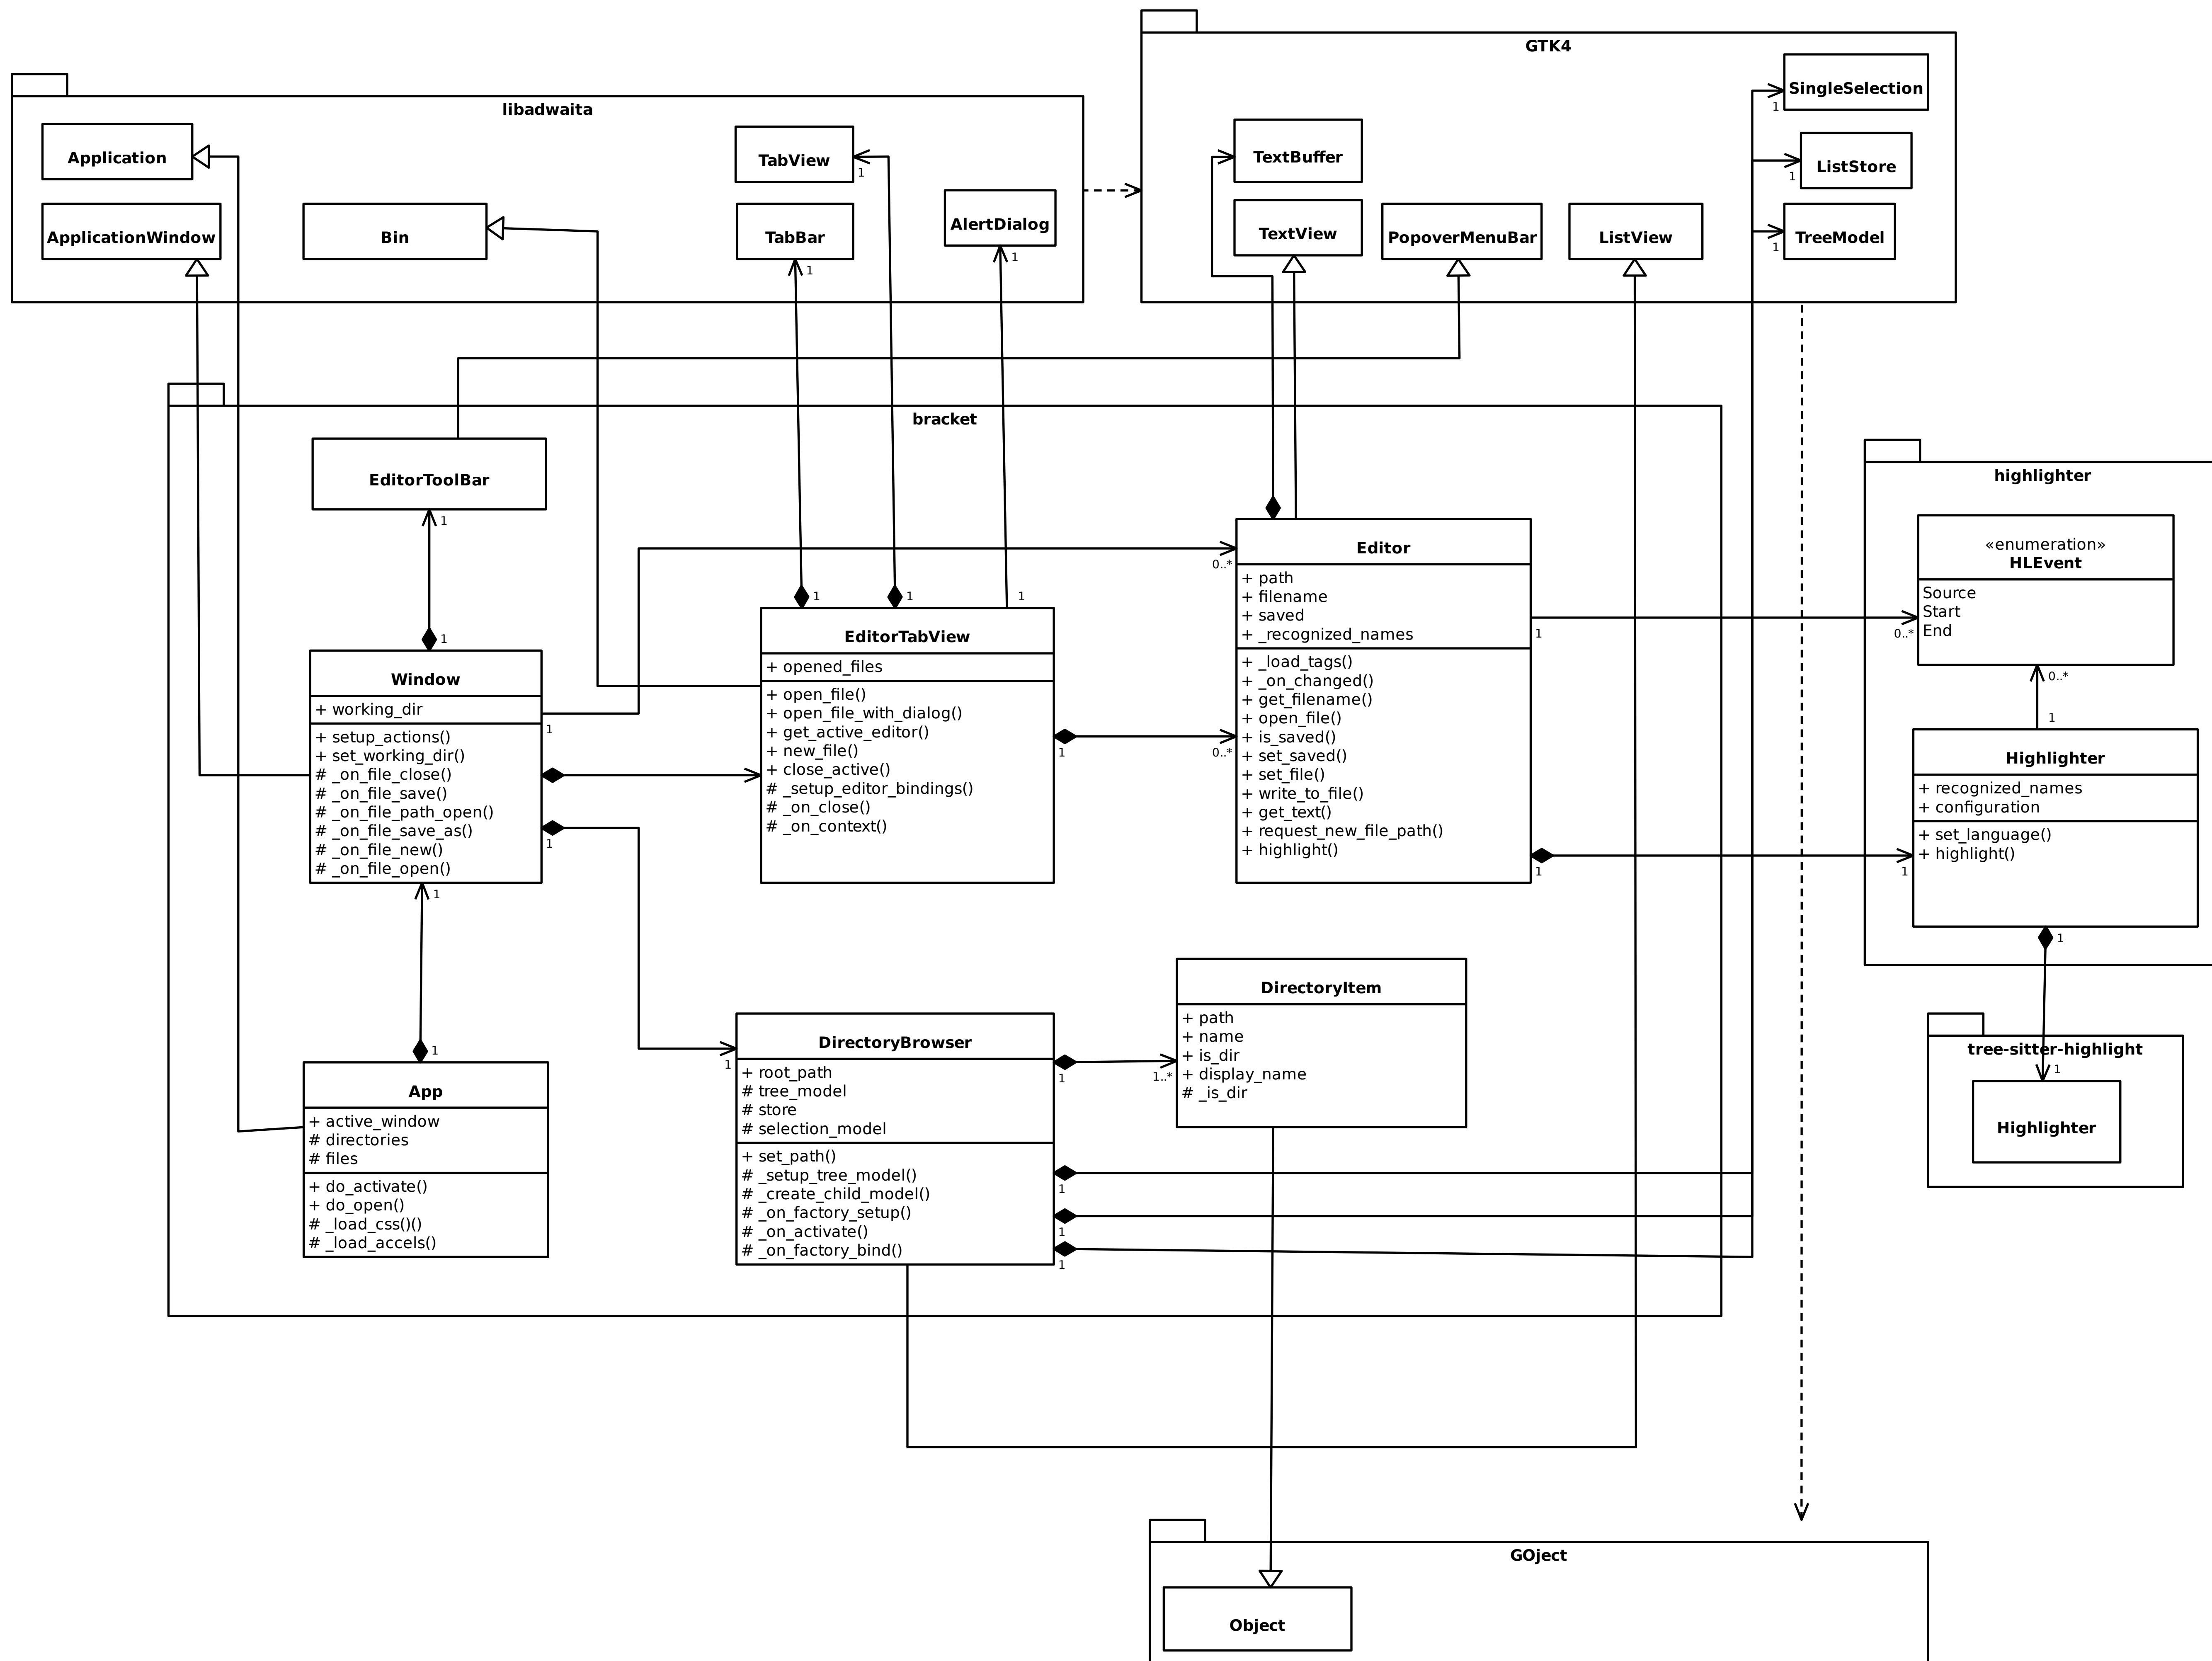 GTK4
SingleSelection
1
ListStore
1
TreeModel
1
TextBuffer
TextView
PopoverMenuBar
ListView
libadwaita
Application
ApplicationWindow
Bin
TabView
1
TabBar
1
AlertDialog
1
bracket
EditorToolBar
1
1
Window
+ working_dir
+ setup_actions()
+ set_working_dir()
# _on_file_close()
# _on_file_save()
# _on_file_path_open()
# _on_file_save_as()
# _on_file_new()
# _on_file_open()
1
1
1
1
App
+ active_window
# directories
# files
+ do_activate()
+ do_open()
# _load_css()()
# _load_accels()
1
1
1
EditorTabView
+ opened_files
+ open_file()
+ open_file_with_dialog()
+ get_active_editor()
+ new_file()
+ close_active()
# _setup_editor_bindings()
# _on_close()
# _on_context()
1
0..*
0..*
Editor
+ path
+ filename
+ saved
+ _recognized_names
+ _load_tags()
+ _on_changed()
+ get_filename()
+ open_file()
+ is_saved()
+ set_saved()
+ set_file()
+ write_to_file()
+ get_text()
+ request_new_file_path()
+ highlight()
1
1
1
DirectoryBrowser
+ root_path
# tree_model
# store
# selection_model
+ set_path()
# _setup_tree_model()
# _create_child_model()
# _on_factory_setup()
# _on_activate()
# _on_factory_bind()
1
1
1
1
1..*
DirectoryItem
+ path
+ name
+ is_dir
+ display_name
# _is_dir
highlighter
«enumeration»
HLEvent
Source
Start
End
0..*
0..*
1
Highlighter
+ recognized_names
+ configuration
+ set_language()
+ highlight()
1
1
tree-sitter-highlight
1
Highlighter
GOject
Object